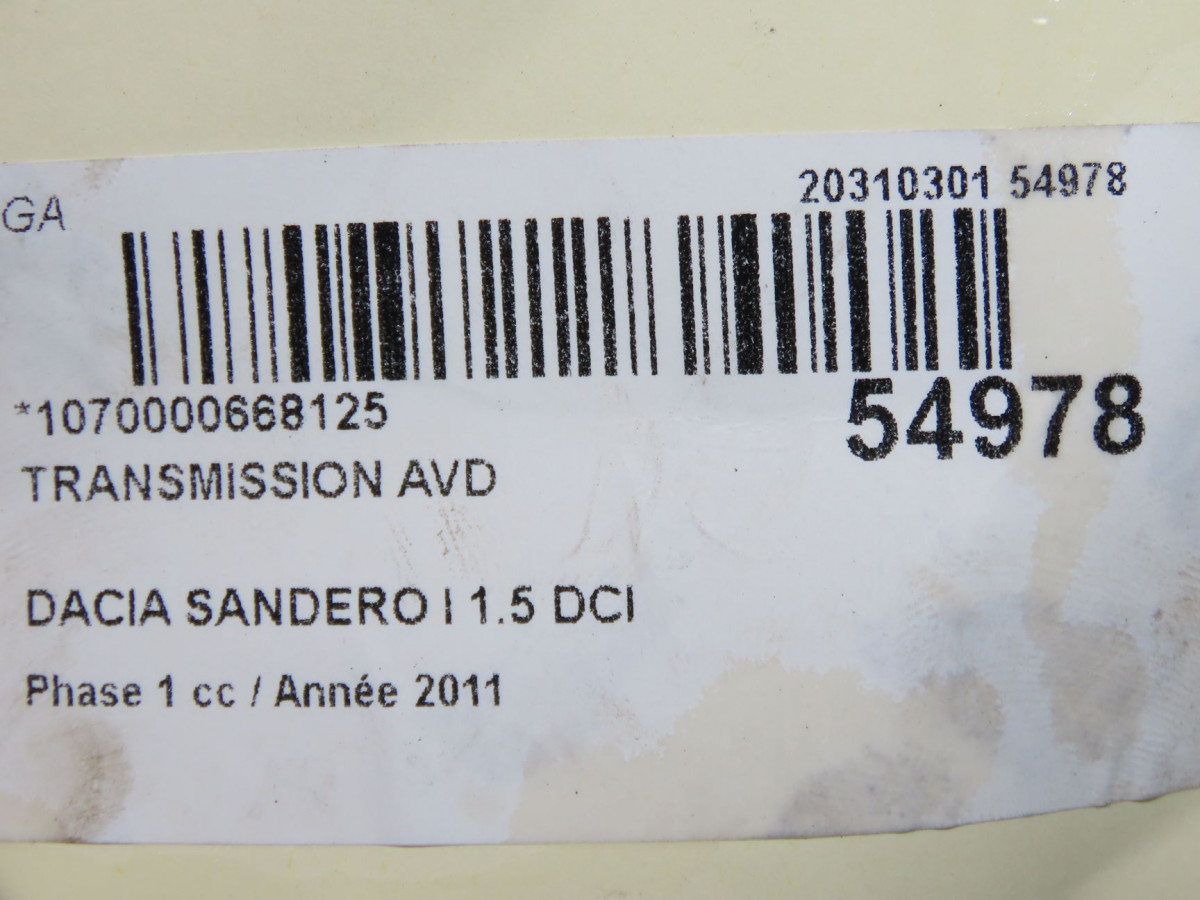 20310301 54978
GA
*1070000668125
54978
TRANSMISSION AVD
DACIA SANDERO I 1.5 DCI
Phase 1 cc / Année 2011